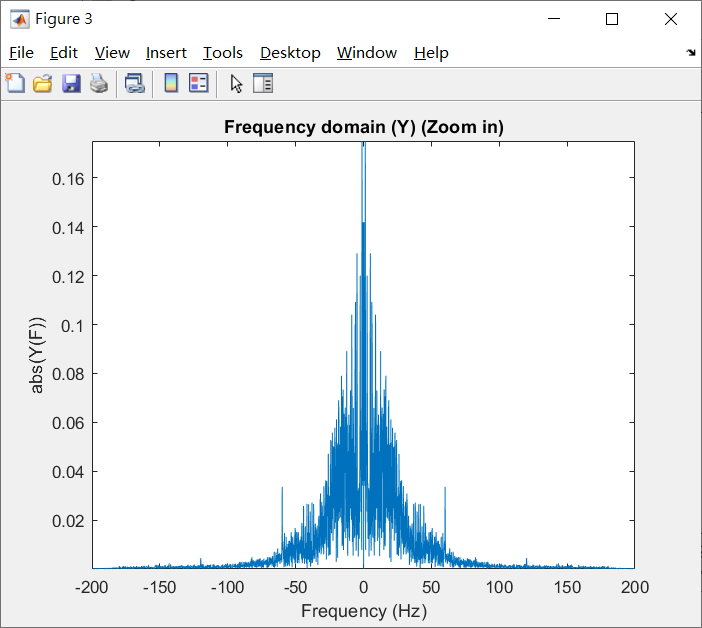 Figure 3
File Edit View Insert Tools Desktop Window Help
Frequency domain (Y) (Zoom in)
0.16
0.14
0.12
0.1
0.08
0.06
0.04
0.02
abs(Y(F))
-200 -150 -100 -50 0 50 100 150 200
Frequency (Hz)